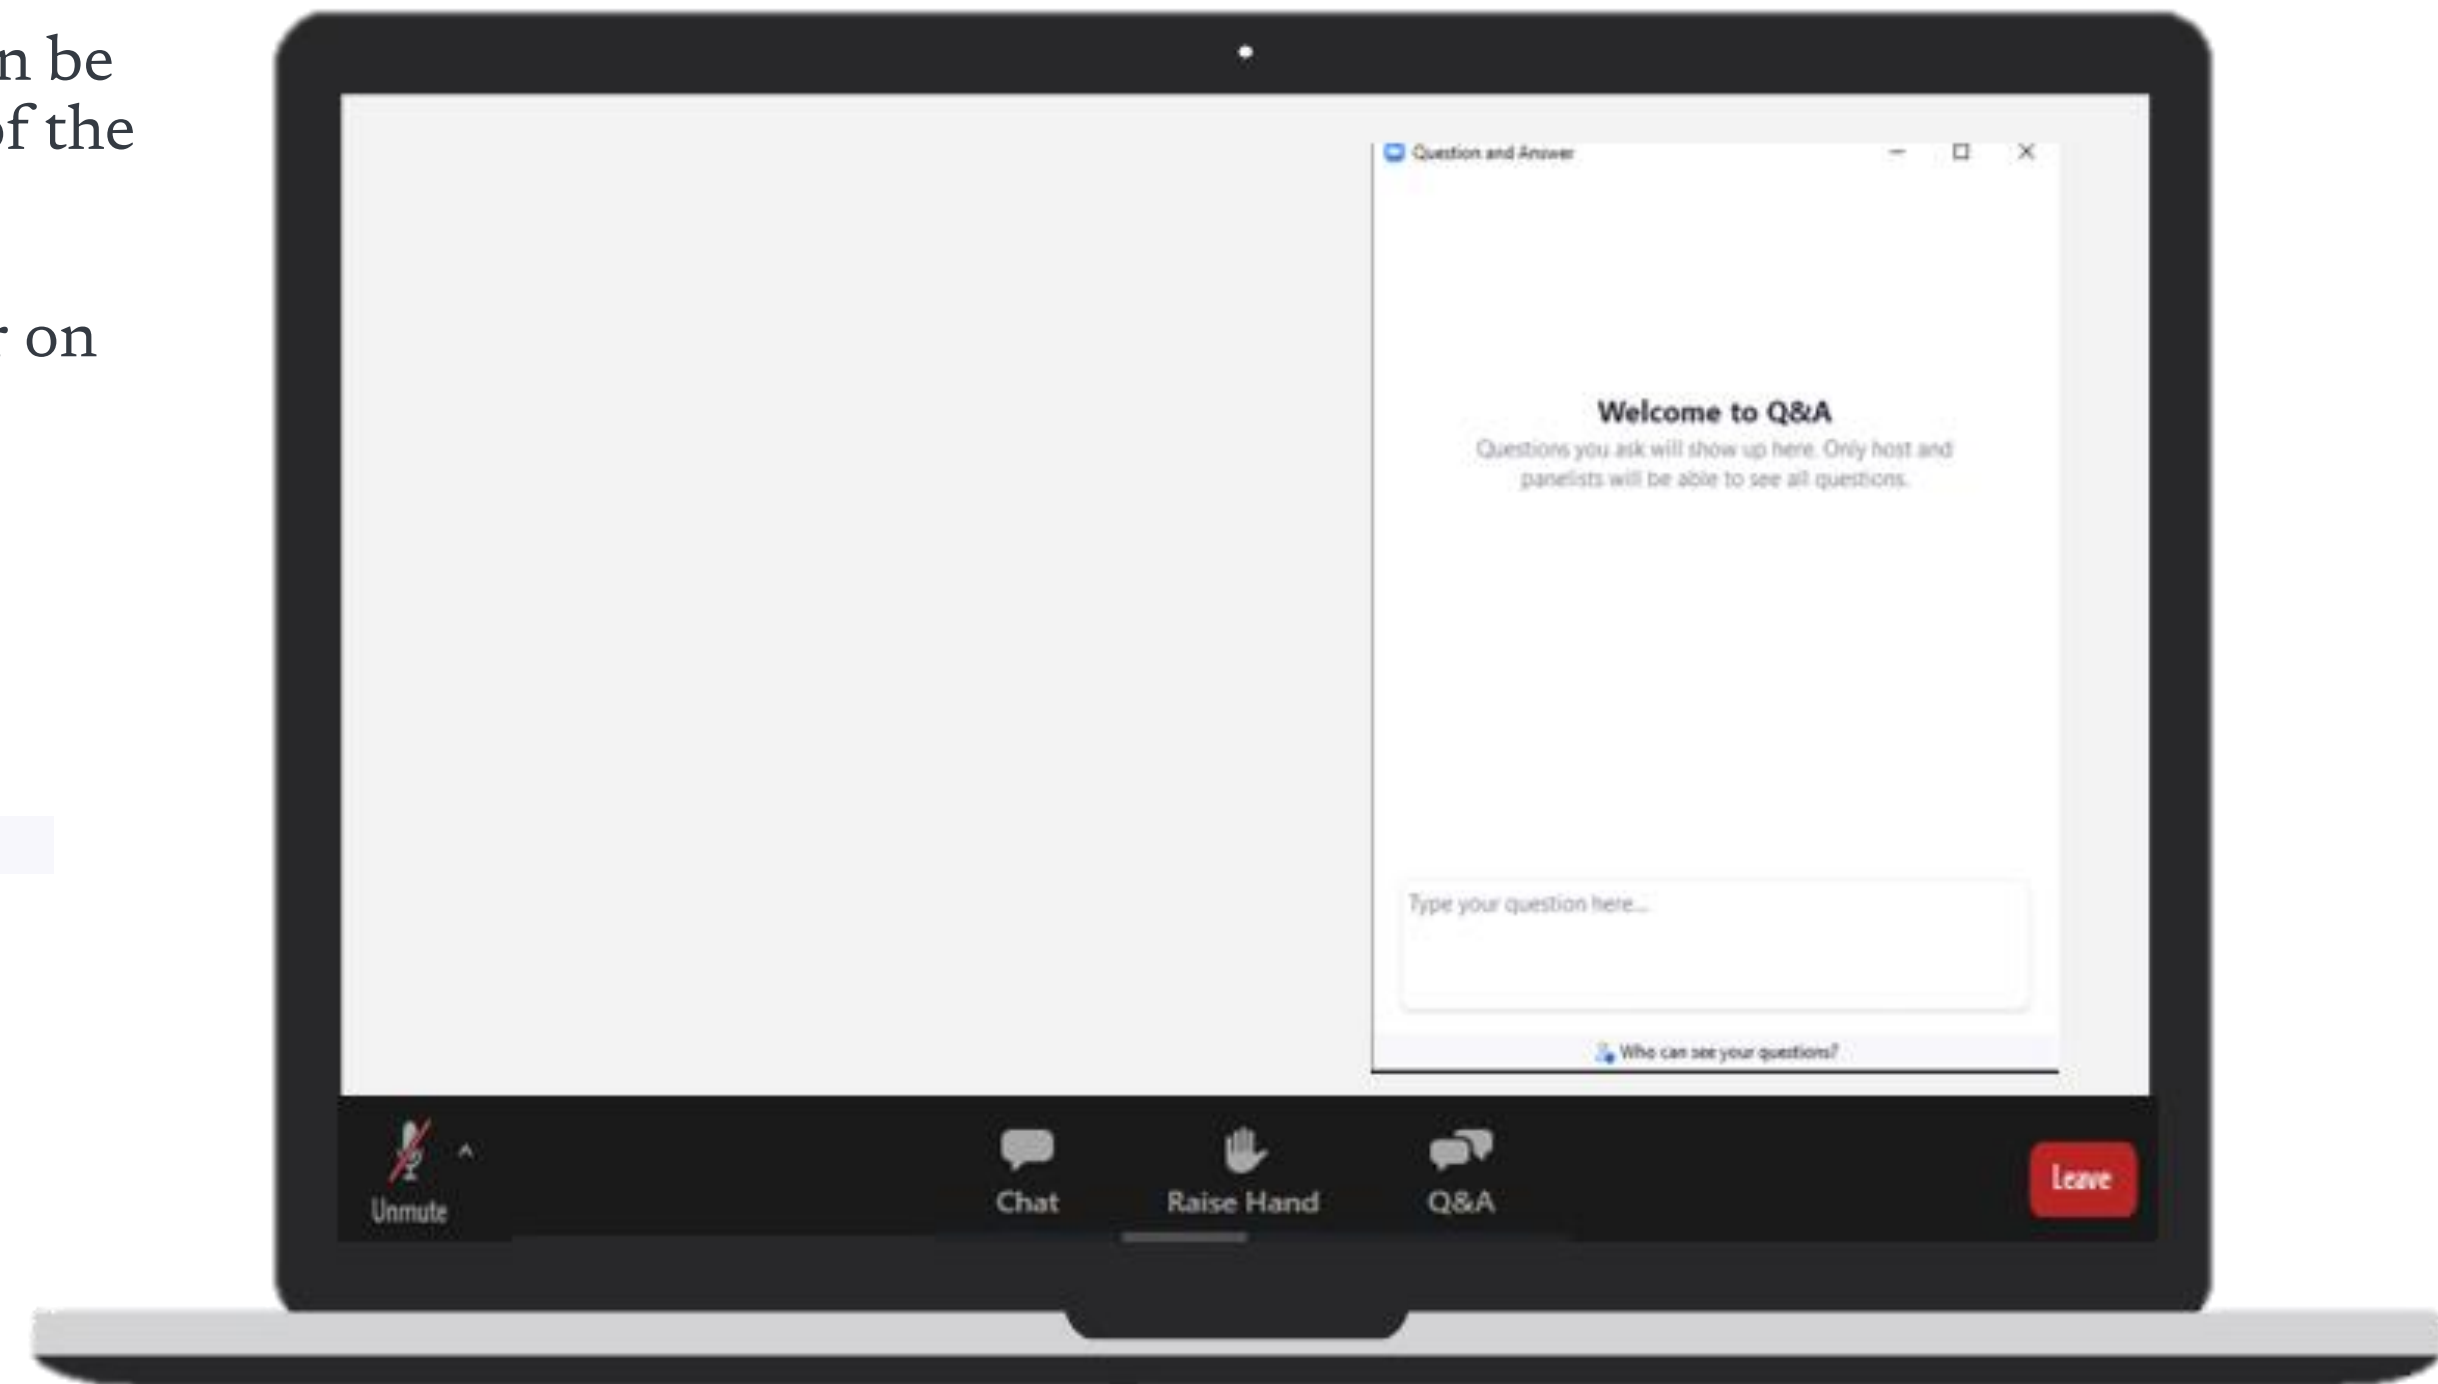 n be
of the
r on
Question and Answer
Welcome to Q&A
Questions you ask will show up here. Only host and
panelists will be able to see all questions.
Type your question here...
Who can see your questions?
Unmute
Chat
Raise Hand
Q&A
Leave